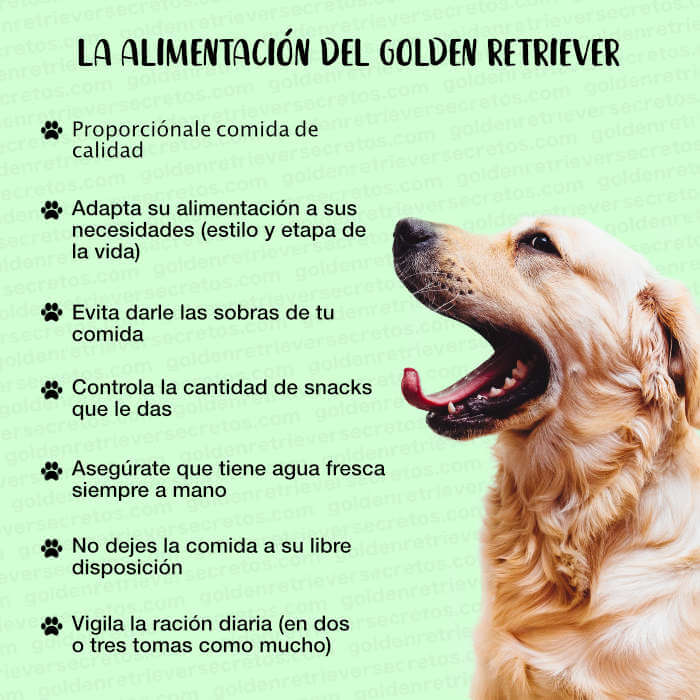 LA ALIMENTACIÓN DEL GOLDEN RETRIEVER
Proporciónale comida de
calidad
Adapta su alimentación a sus
necesidades (estilo y etapa de
la vida)
Evita darle las sobras de tu
comida
Controla la cantidad de snacks
que le das
Asegúrate que tiene agua fresca
siempre a mano
No dejes la comida a su libre
disposición
Vigila la ración diaria (en dos
o tres tomas como mucho)
goldenretrieversecretos.com